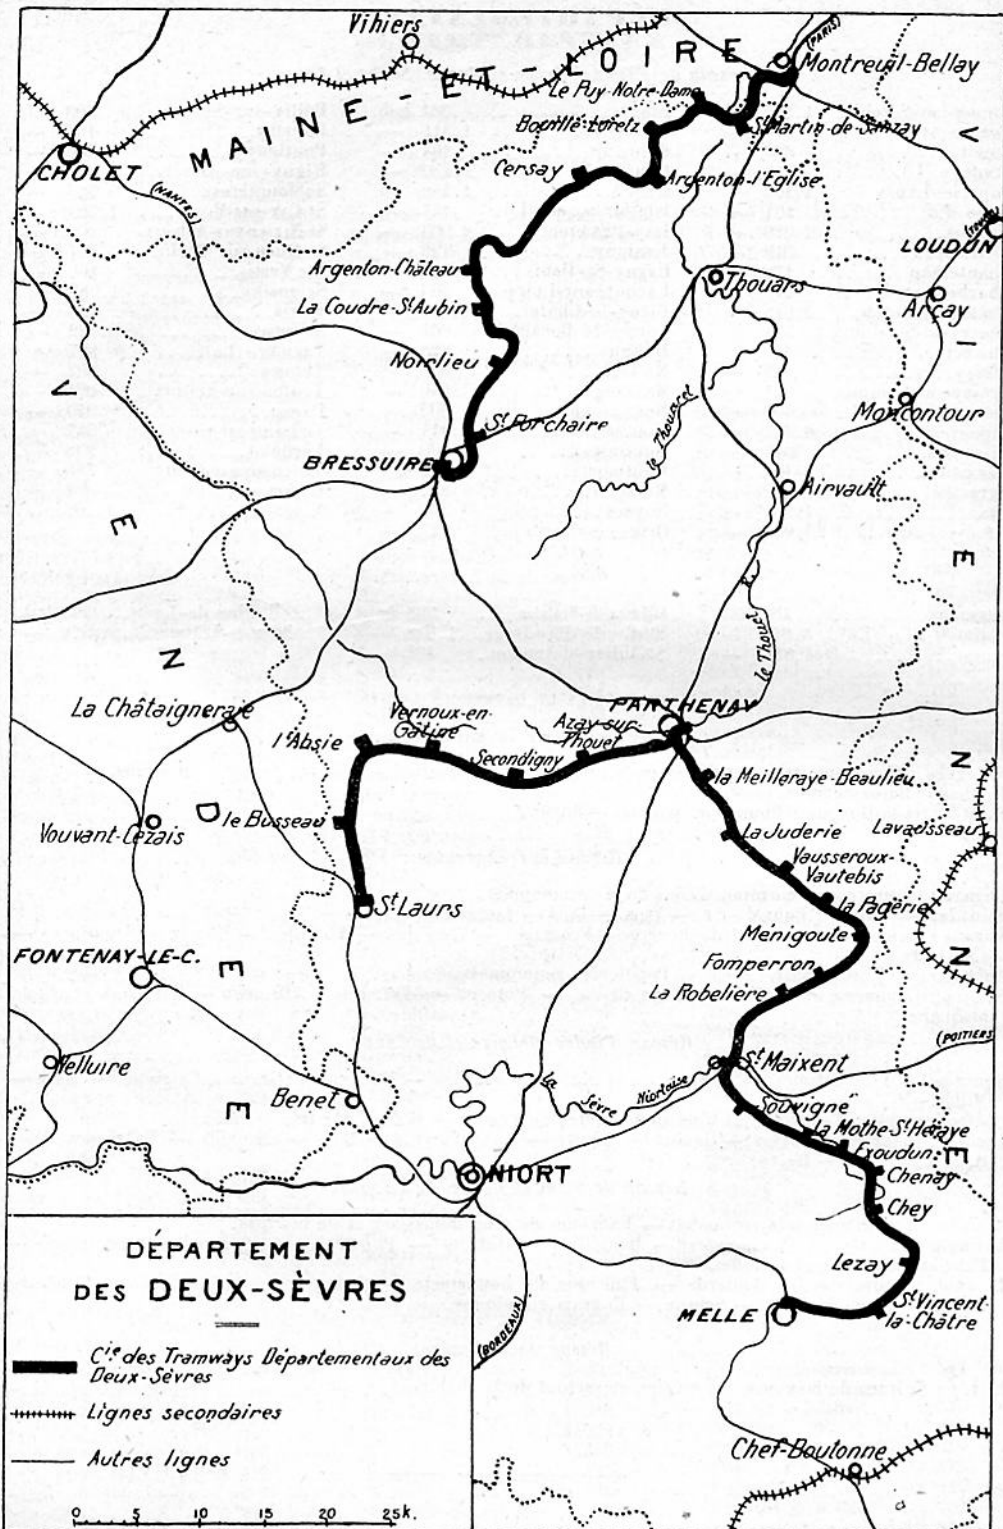 Vihiers
(PARIS)
MAINE-ET LOIRE
Montreuil-Bellay
Le Puy-Notre-Dame
Bouillé-Loretz
St Martin-de-Sanzay
CHOLET
Cersay
Argenton-l'Eglise
(NANTES)
LOUDUN
Argenton-Château
Thouars
La Coudre-St Aubin
Arçay
Noirlieu
le Thouaret
Moncontour
St Porchaire
BRESSUIRE
Airvault
VENDÉE
VIENNE
le Thouet
R.
PARTHENAY
La Châtaigneraie
Vernoux-en-
Gâtine
Azay-sur-
Thouet
l'Absie
Secondigny
la Meilleraye-Beaulieu
le Busseau
Vouvant-Cezais
La Juderie
Lavausseau
Vausseroux-
Vautebis
St Laurs
la Pagerie
Ménigoute
FONTENAY-LE-C.
Fomperron
La Robelière
(POITIERS)
Velluire
St Maixent
La
Sèvre
Niortaise
Benet
Souvigné
la Mothe-St Héraye
Exoudun
NIORT
Chenay
Chey
Lezay
MELLE
St Vincent-
la-Châtre
(BORDEAUX)
Chef-Boutonne
DÉPARTEMENT
DES DEUX-SÈVRES
Cie des Tramways Départementaux des
Deux-Sèvres
Lignes secondaires
Autres lignes
0 5 10 15 20 25k.